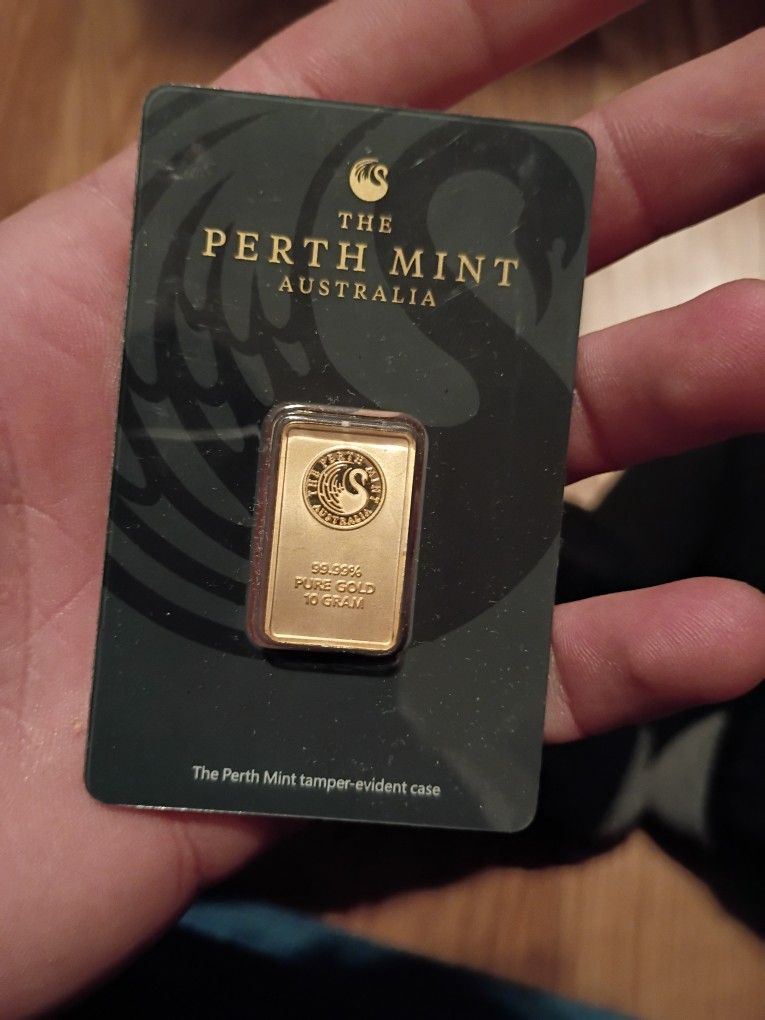 THE
PERTH MINT
AUSTRALIA
THE PERTH MINT
AUSTRALIA
99.99%
PURE GOLD
10 GRAM
The Perth Mint tamper-evident case